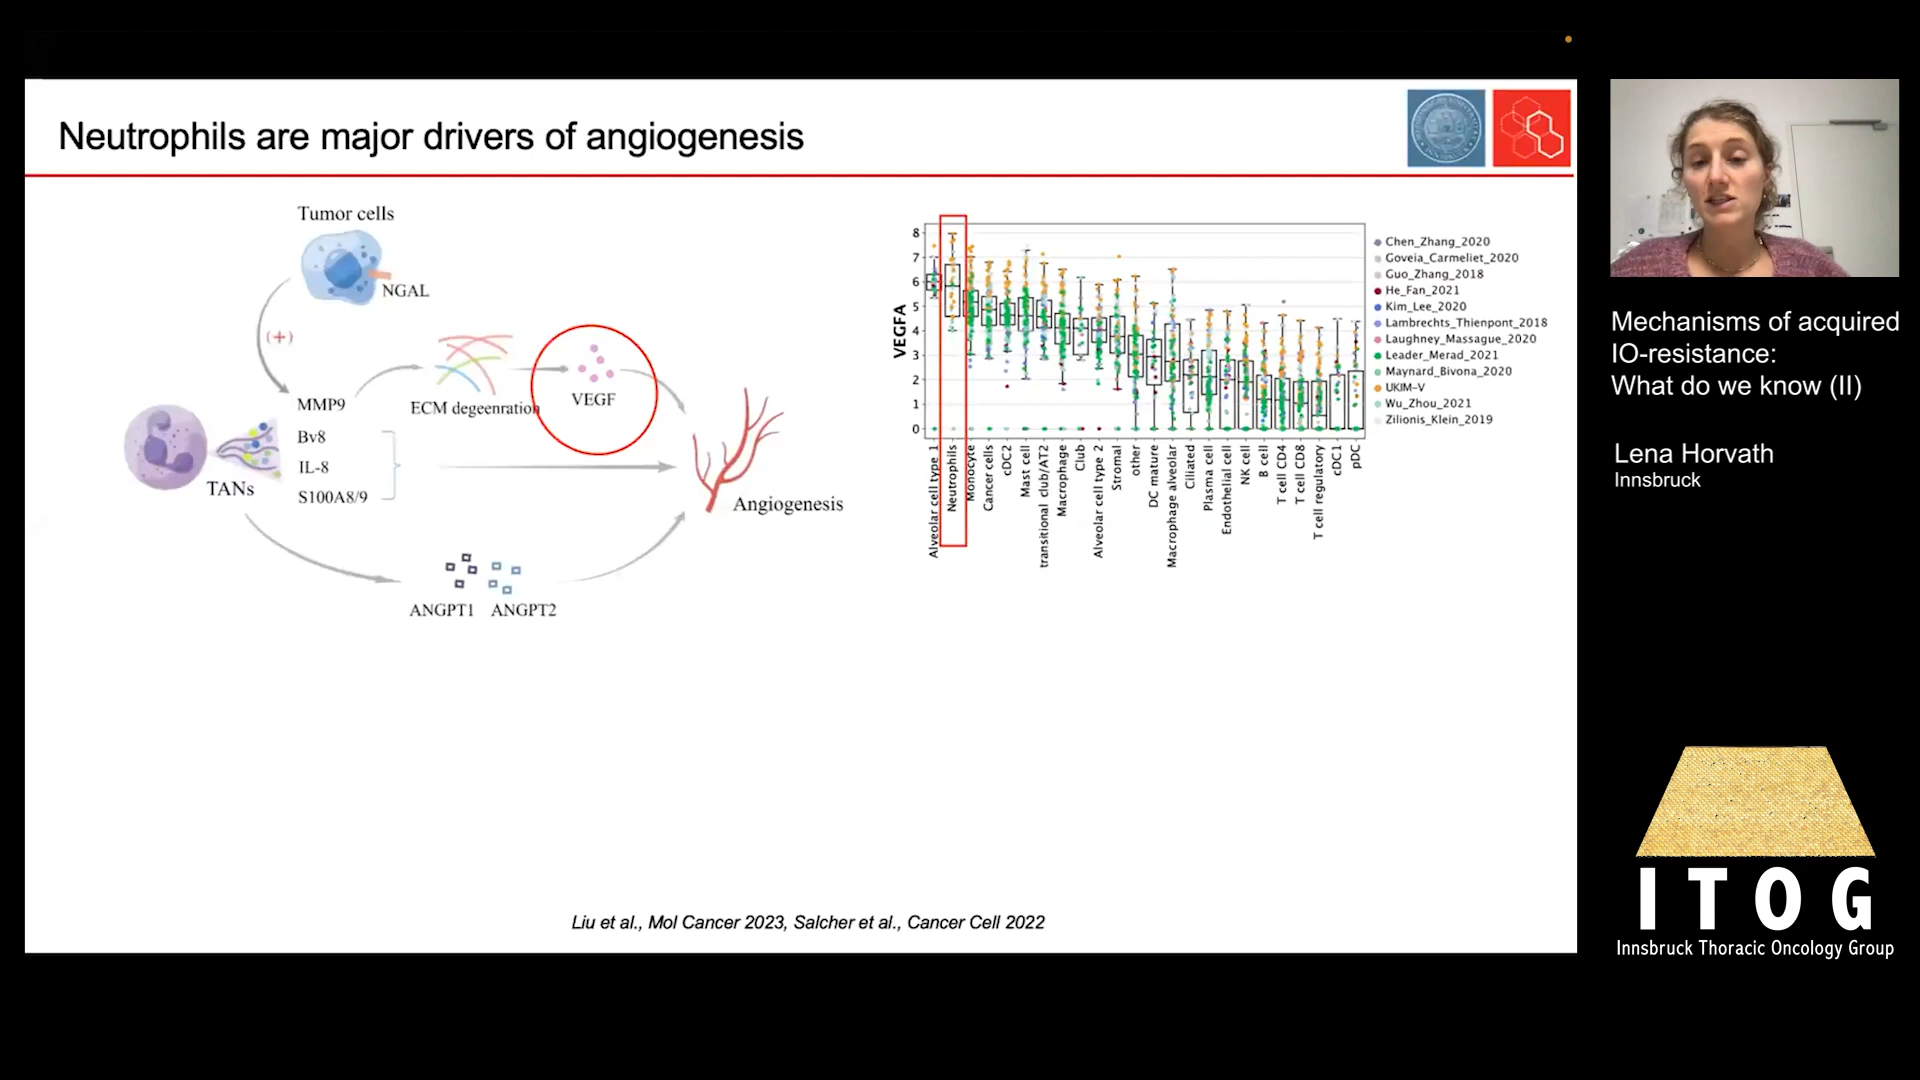 Neutrophils are major drivers of angiogenesis
Tumor cells
NGAL
(+)
MMP9
Bv8
IL-8
S100A8/9
TANs
ECM degeenration
VEGF
Angiogenesis
ANGPT1 ANGPT2
VEGFA
8
7
6
5
4
3
2
1
0
Alveolar cell type 1
Neutrophils
Monocyte
Cancer cells
cDC2
Mast cell
transitional club/AT2
Macrophage
Club
Alveolar cell type 2
Stromal
other
DC mature
Macrophage alveolar
Ciliated
Plasma cell
Endothelial cell
NK cell
B cell
T cell CD4
T cell CD8
T cell regulatory
cDC1
pDC
Chen_Zhang_2020
Goveia_Carmeliet_2020
Guo_Zhang_2018
He_Fan_2021
Kim_Lee_2020
Lambrechts_Thienpont_2018
Laughney_Massague_2020
Leader_Merad_2021
Maynard_Bivona_2020
UKIM-V
Wu_Zhou_2021
Zilionis_Klein_2019
Liu et al., Mol Cancer 2023, Salcher et al., Cancer Cell 2022
Mechanisms of acquired
IO-resistance:
What do we know (II)
Lena Horvath
Innsbruck
ITOG
Innsbruck Thoracic Oncology Group